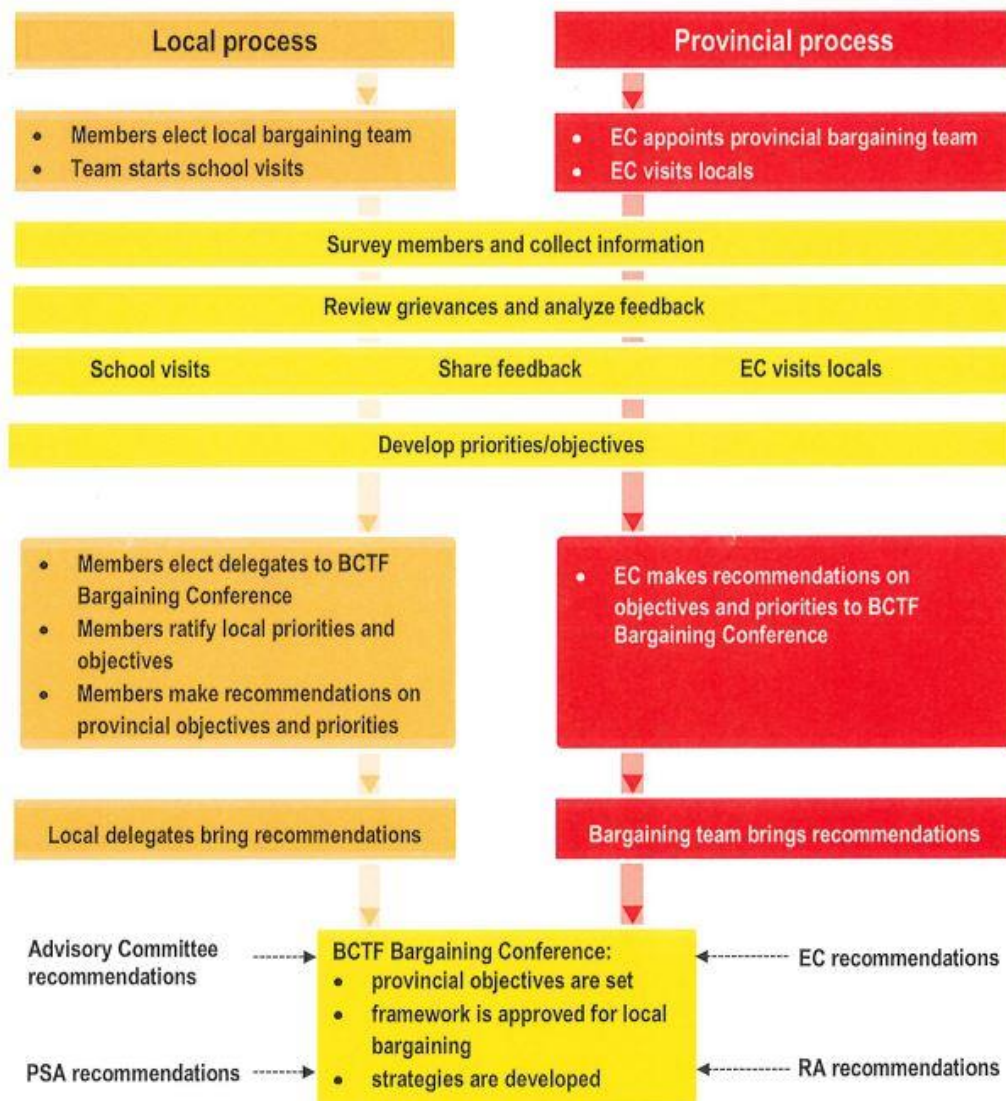 Local process
Provincial process
• Members elect local bargaining team
• Team starts school visits
• EC appoints provincial bargaining team
• EC visits locals
Survey members and collect information
Review grievances and analyze feedback
School visits
Share feedback
EC visits locals
Develop priorities/objectives
• Members elect delegates to BCTF
Bargaining Conference
• Members ratify local priorities and
objectives
• Members make recommendations on
provincial objectives and priorities
• EC makes recommendations on
objectives and priorities to BCTF
Bargaining Conference
Local delegates bring recommendations
Bargaining team brings recommendations
Advisory Committee
recommendations
PSA recommendations
BCTF Bargaining Conference:
• provincial objectives are set
• framework is approved for local
bargaining
• strategies are developed
EC recommendations
RA recommendations